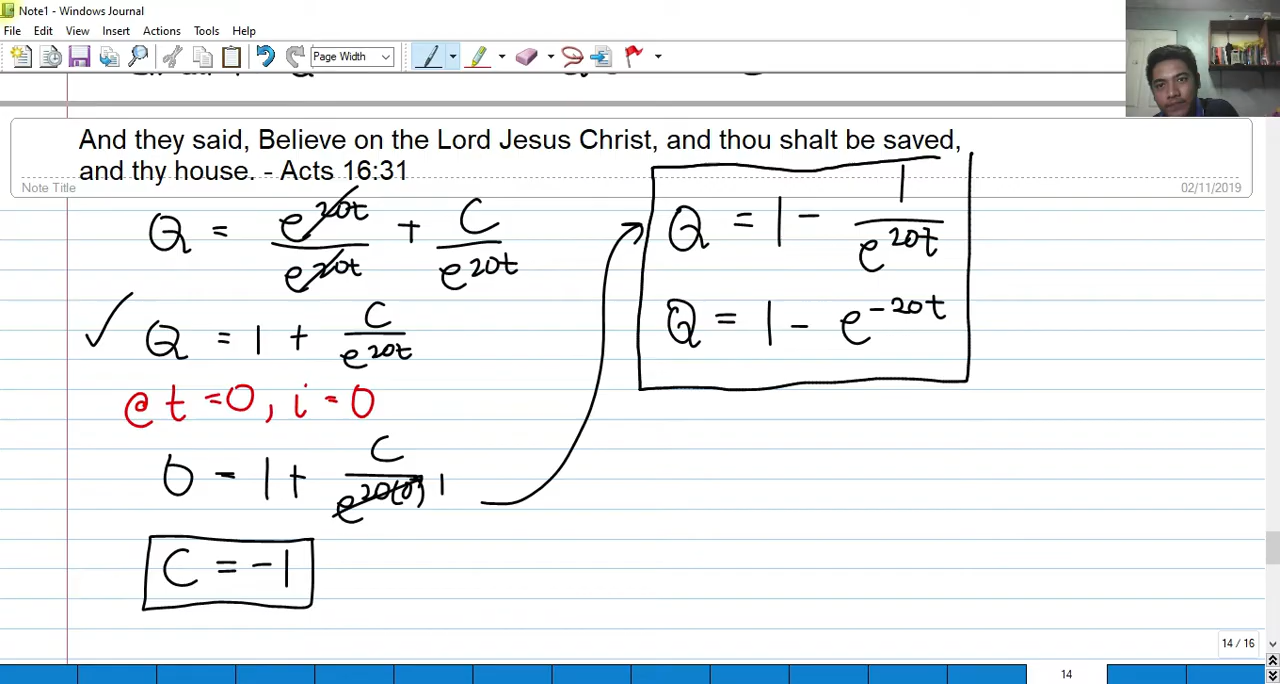 Note1 - Windows Journal
File Edit View Insert Actions Tools Help
Page Width
And they said, Believe on the Lord Jesus Christ, and thou shalt be saved,
and thy house. - Acts 16:31
Note Title
02/11/2019
Q = e^20t / e^20t + C / e^20t
✓ Q = 1 + C / e^20t
@ t = 0, i = 0
0 = 1 + C / e^20(0) 1
C = -1
Q = 1 - 1 / e^20t
Q = 1 - e^-20t
14 / 16
14